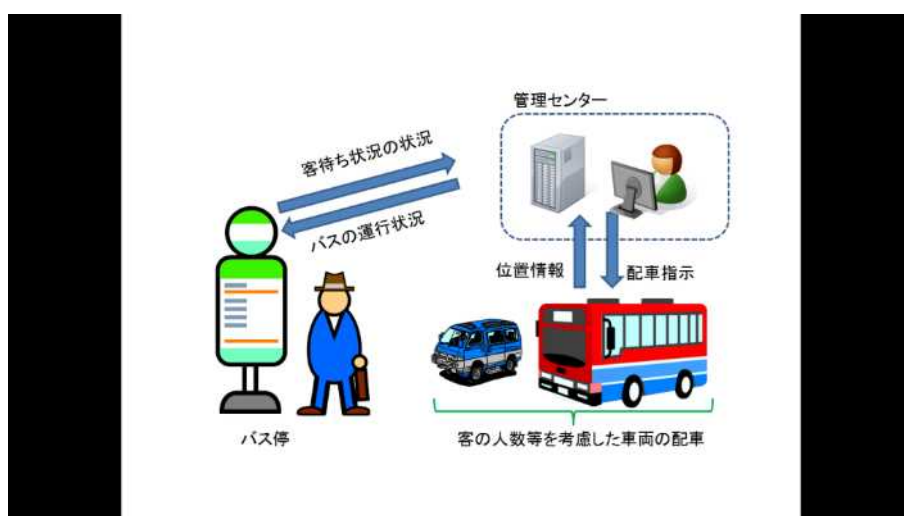 管理センター
客待ち状況の状況
バスの運行状況
位置情報
配車指示
バス停
客の人数等を考慮した車両の配車